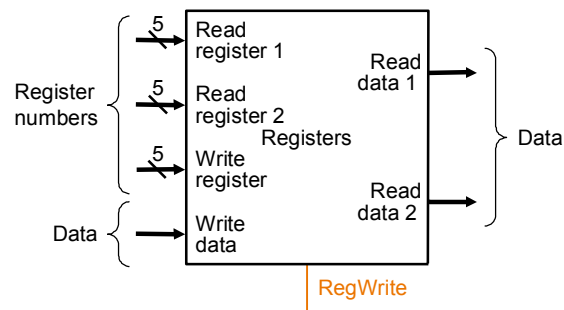 Register
numbers
Data
5
Read
register 1
5
Read
register 2
5
Write
register
Write
data
Registers
Read
data 1
Read
data 2
Data
RegWrite